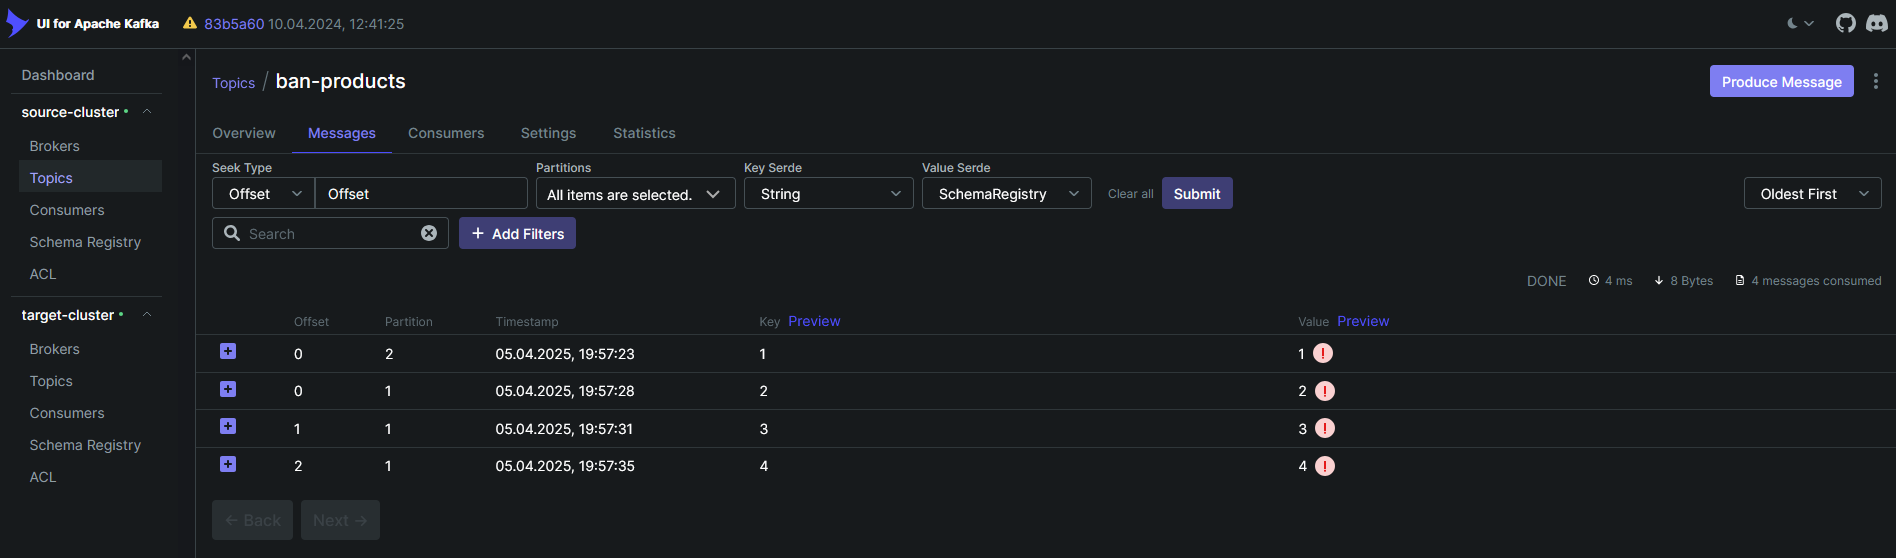 UI for Apache Kafka 83b5a60 10.04.2024, 12:41:25
Dashboard
source-cluster
Brokers
Topics
Consumers
Schema Registry
ACL
target-cluster
Brokers
Topics
Consumers
Schema Registry
ACL
Topics / ban-products
Produce Message
Overview Messages Consumers Settings Statistics
Seek Type Partitions Key Serde Value Serde
Offset Offset All items are selected. String SchemaRegistry Clear all Submit Oldest First
Search + Add Filters
DONE 4 ms 8 Bytes 4 messages consumed
Offset Partition Timestamp Key Preview Value Preview
0 2 05.04.2025, 19:57:23 1 1 !
0 1 05.04.2025, 19:57:28 2 2 !
1 1 05.04.2025, 19:57:31 3 3 !
2 1 05.04.2025, 19:57:35 4 4 !
← Back Next →